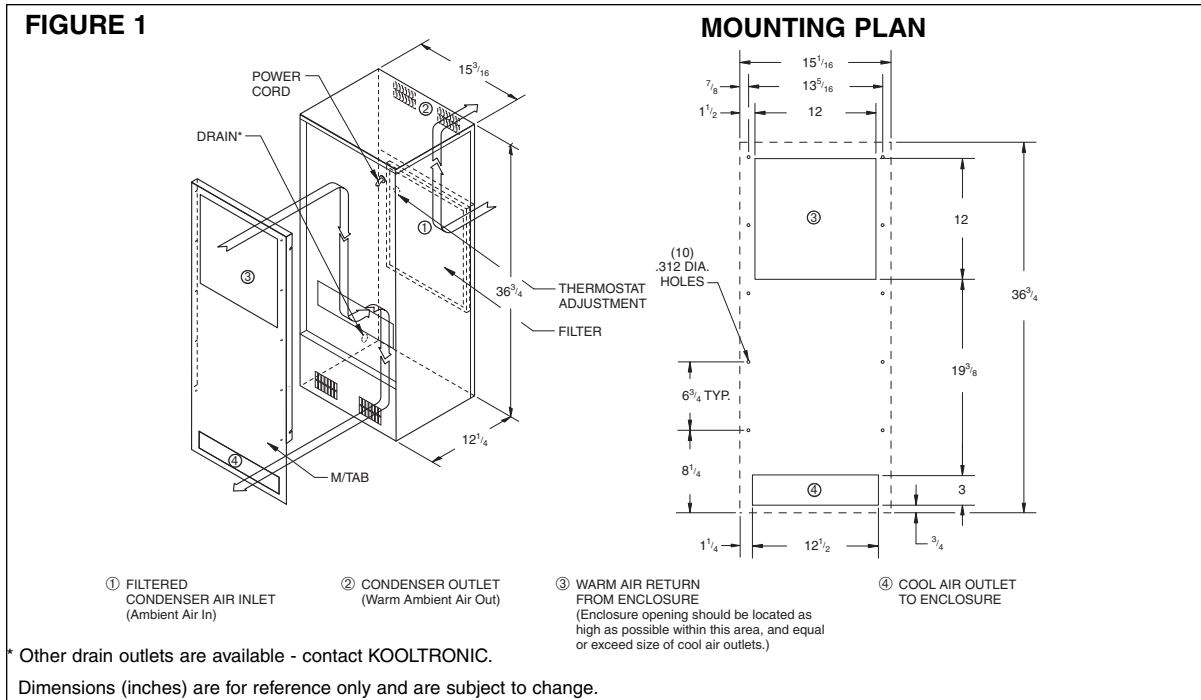 FIGURE 1
MOUNTING PLAN
POWER
CORD
DRAIN*
15 3/16
②
①
③
④
36 3/4
THERMOSTAT
ADJUSTMENT
FILTER
12 1/4
M/TAB
15 1/16
7/8
13 5/16
1 1/2
12
③
12
(10)
.312 DIA.
HOLES
36 3/4
19 3/8
6 3/4 TYP.
8 1/4
④
3
1 1/4
12 1/2
3/4
① FILTERED
CONDENSER AIR INLET
(Ambient Air In)
② CONDENSER OUTLET
(Warm Ambient Air Out)
③ WARM AIR RETURN
FROM ENCLOSURE
(Enclosure opening should be located as
high as possible within this area, and equal
or exceed size of cool air outlets.)
④ COOL AIR OUTLET
TO ENCLOSURE
* Other drain outlets are available - contact KOOLTRONIC.
Dimensions (inches) are for reference only and are subject to change.